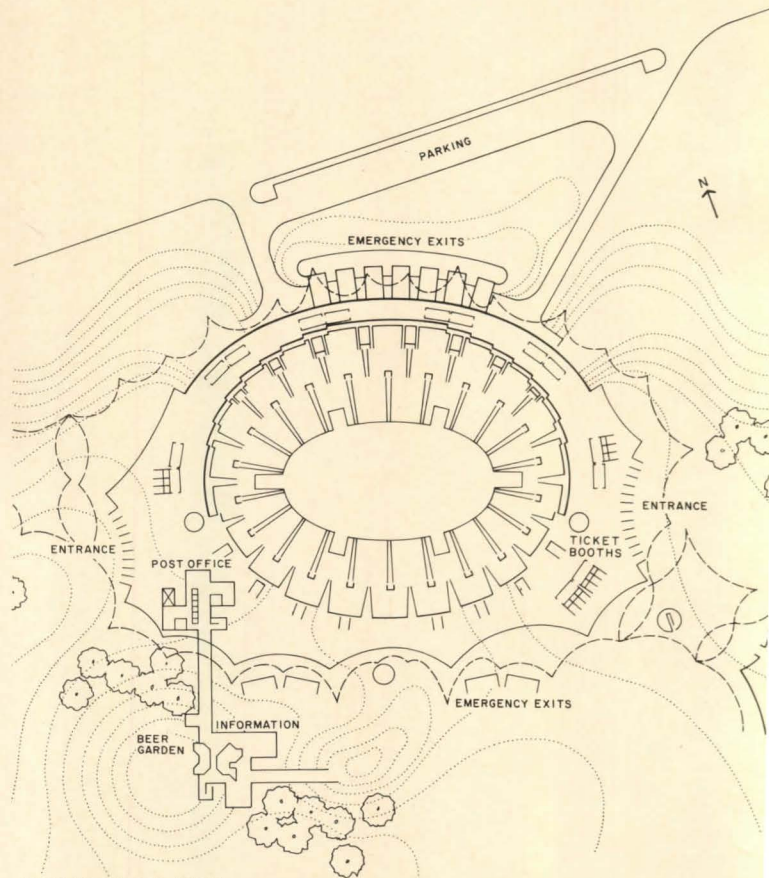 PARKING
N
EMERGENCY EXITS
ENTRANCE
ENTRANCE
TICKET
BOOTHS
POST OFFICE
EMERGENCY EXITS
INFORMATION
BEER
GARDEN